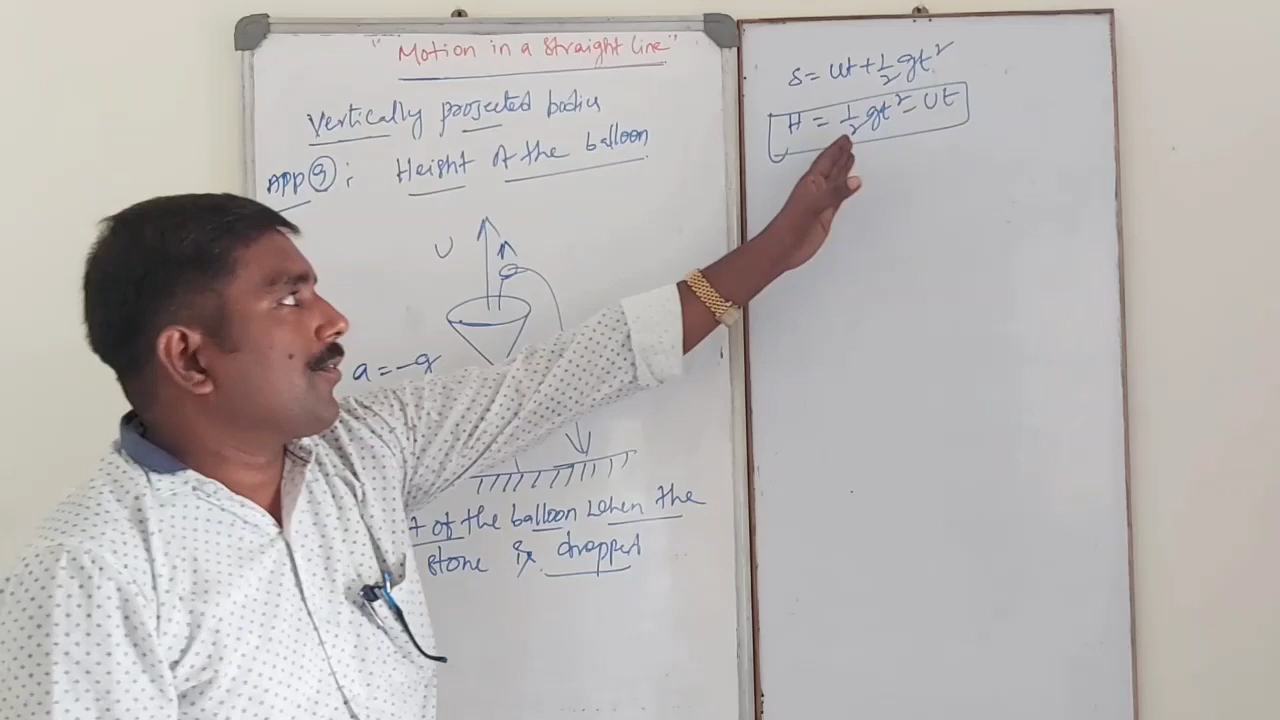 "Motion in a straight line"
Vertically projected bodies
APP 9: Height of the balloon
U
a = -g
t of the balloon when the
stone is dropped
S = ut + 1/2 gt²
H = 1/2 gt² - Ut